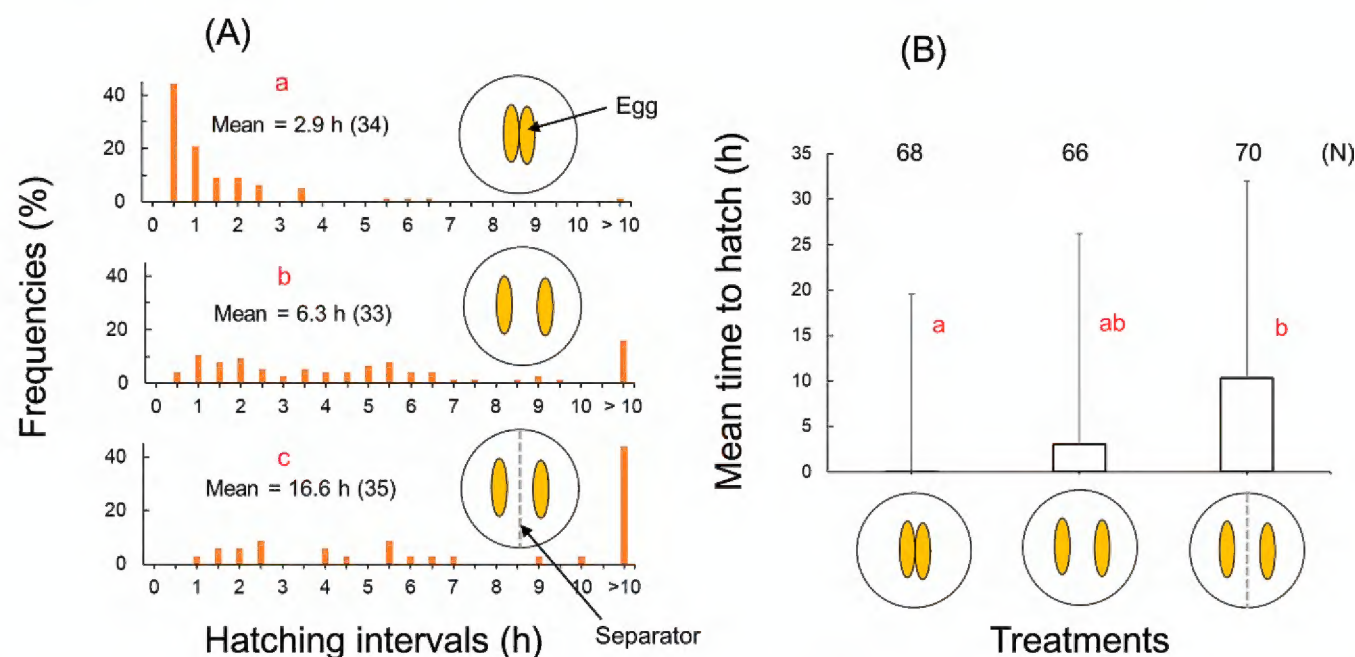 (A)
Frequencies (%)
40
20
0
a
Mean = 2.9 h (34)
Egg
0 1 2 3 4 5 6 7 8 9 10 > 10
40
20
0
b
Mean = 6.3 h (33)
0 1 2 3 4 5 6 7 8 9 10 > 10
40
20
0
c
Mean = 16.6 h (35)
0 1 2 3 4 5 6 7 8 9 10 >10
Hatching intervals (h)
Separator
(B)
Mean time to hatch (h)
35
30
25
20
15
10
5
0
68 66 70 (N)
a ab b
Treatments